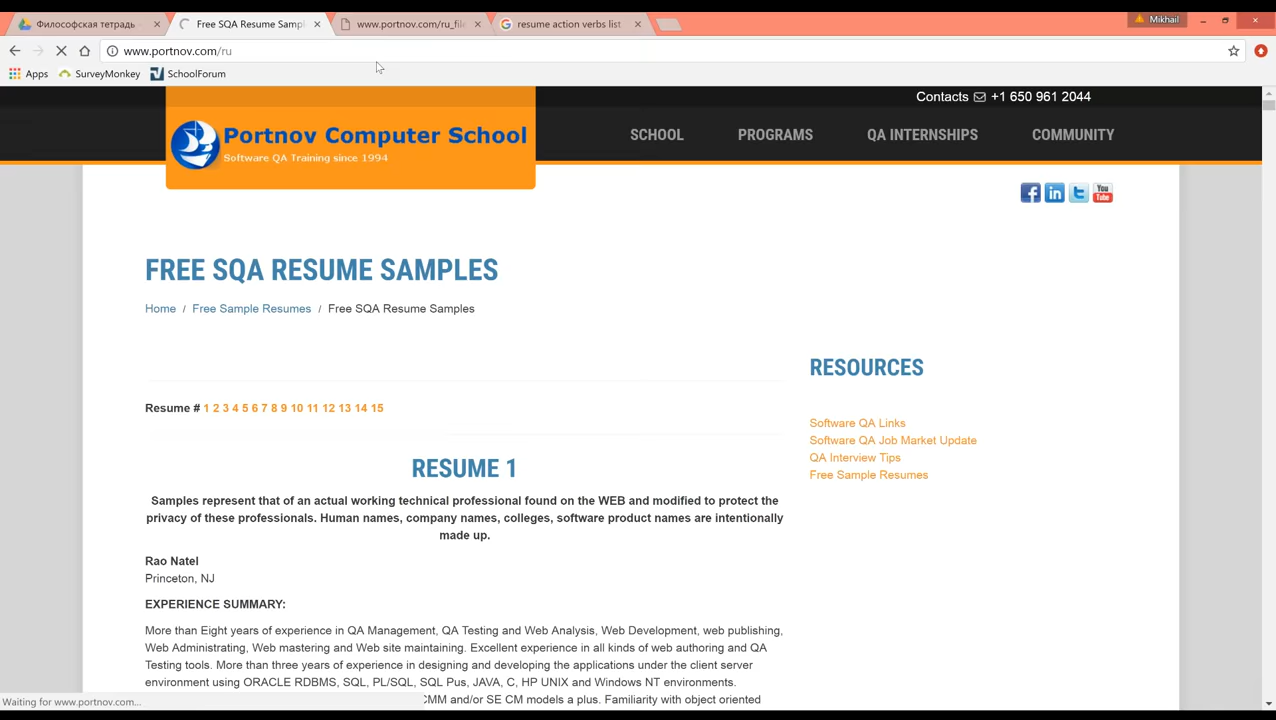 Философская тетрадь -
Free SQA Resume Sampl
www.portnov.com/ru_file
resume action verbs list
Mikhail
www.portnov.com/ru
Apps
SurveyMonkey
SchoolForum
Contacts +1 650 961 2044
Portnov Computer School
Software QA Training since 1994
SCHOOL
PROGRAMS
QA INTERNSHIPS
COMMUNITY
You Tube
FREE SQA RESUME SAMPLES
Home / Free Sample Resumes / Free SQA Resume Samples
RESOURCES
Resume # 1 2 3 4 5 6 7 8 9 10 11 12 13 14 15
Software QA Links
Software QA Job Market Update
QA Interview Tips
Free Sample Resumes
RESUME 1
Samples represent that of an actual working technical professional found on the WEB and modified to protect the
privacy of these professionals. Human names, company names, colleges, software product names are intentionally
made up.
Rao Natel
Princeton, NJ
EXPERIENCE SUMMARY:
More than Eight years of experience in QA Management, QA Testing and Web Analysis, Web Development, web publishing,
Web Administrating, Web mastering and Web site maintaining. Excellent experience in all kinds of web authoring and QA
Testing tools. More than three years of experience in designing and developing the applications under the client server
environment using ORACLE RDBMS, SQL, PL/SQL, SQL Pus, JAVA, C, HP UNIX and Windows NT environments.
CMM and/or SE CM models a plus. Familiarity with object oriented
Waiting for www.portnov.com...